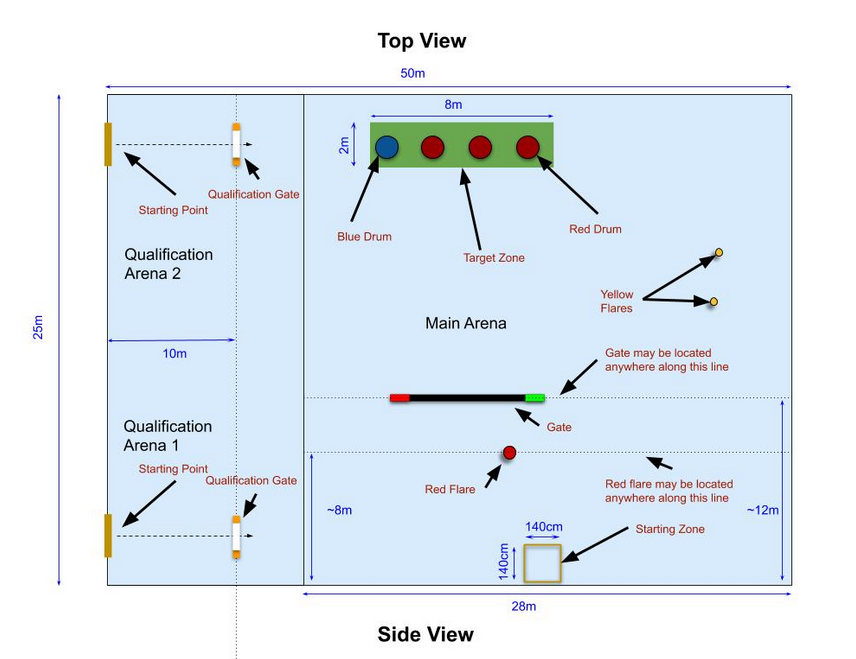 Top View
50m
8m
2m
Qualification Gate
Starting Point
Blue Drum
Red Drum
Target Zone
Qualification
Arena 2
Yellow
Flares
25m
Main Arena
10m
Gate may be located
anywhere along this line
Qualification
Arena 1
Gate
Starting Point
Qualification Gate
Red Flare
Red flare may be located
anywhere along this line
~8m
~12m
140cm
Starting Zone
140cm
28m
Side View